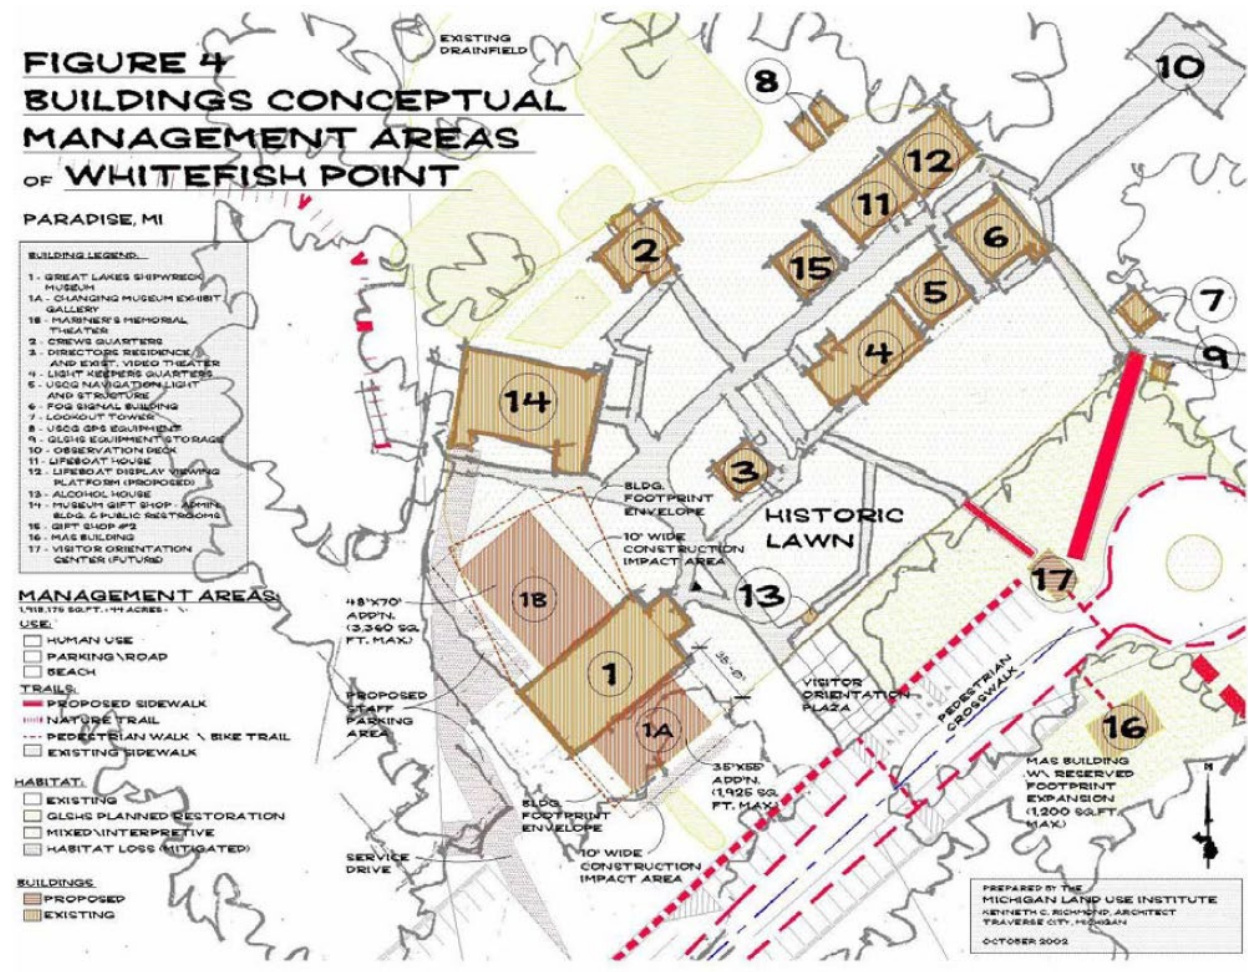 FIGURE 4
BUILDINGS CONCEPTUAL
MANAGEMENT AREAS
OF WHITEFISH POINT
PARADISE, MI
BUILDING LEGEND:
1 - GREAT LAKES SHIPWRECK
MUSEUM
1A - CHANGING MUSEUM EXHIBIT
GALLERY
1B - MARINER'S MEMORIAL
THEATER
2 - CREWS QUARTERS
3 - DIRECTORS RESIDENCE
AND EXIST. VIDEO THEATER
4 - LIGHT KEEPERS QUARTERS
5 - USCG NAVIGATION LIGHT
AND STRUCTURE
6 - FOG SIGNAL BUILDING
7 - LOOKOUT TOWER
8 - USCG GPS EQUIPMENT
9 - GLSHS EQUIPMENT STORAGE
10 - OBSERVATION DECK
11 - LIFEBOAT HOUSE
12 - LIFEBOAT DISPLAY VIEWING
PLATFORM (PROPOSED)
13 - ALCOHOL HOUSE
14 - MUSEUM GIFT SHOP - ADMIN.
BLDG. & PUBLIC RESTROOMS
15 - GIFT SHOP #2
16 - MAS BUILDING
17 - VISITOR ORIENTATION
CENTER (FUTURE)
MANAGEMENT AREAS:
USE:
HUMAN USE
PARKING\ROAD
BEACH
TRAILS:
PROPOSED SIDEWALK
NATURE TRAIL
PEDESTRIAN WALK \ BIKE TRAIL
EXISTING SIDEWALK
HABITAT:
EXISTING
GLSHS PLANNED RESTORATION
MIXED\INTERPRETIVE
HABITAT LOSS (MITIGATED)
BUILDINGS
PROPOSED
EXISTING
EXISTING
DRAINFIELD
8
10
12
11
2
15
6
5
7
4
9
14
3
BLDG.
FOOTPRINT
ENVELOPE
HISTORIC
LAWN
10' WIDE
CONSTRUCTION
IMPACT AREA
17
1B
13
48'X70'
ADD'N.
(3,360 SQ.
FT. MAX.)
1
35'-0"
VISITOR
ORIENTATION
PLAZA
PEDESTRIAN
CROSSWALK
PROPOSED
STAFF
PARKING
AREA
1A
16
MAS BUILDING
W\ RESERVED
FOOTPRINT
EXPANSION
(1,200 SQ.FT.
MAX.)
35'X55'
ADD'N.
(1,925 SQ.
FT. MAX.)
BLDG.
FOOTPRINT
ENVELOPE
10' WIDE
CONSTRUCTION
IMPACT AREA
SERVICE
DRIVE
N
PREPARED BY THE
MICHIGAN LAND USE INSTITUTE
KENNETH C. RICHMOND, ARCHITECT
TRAVERSE CITY, MICHIGAN
OCTOBER 2002